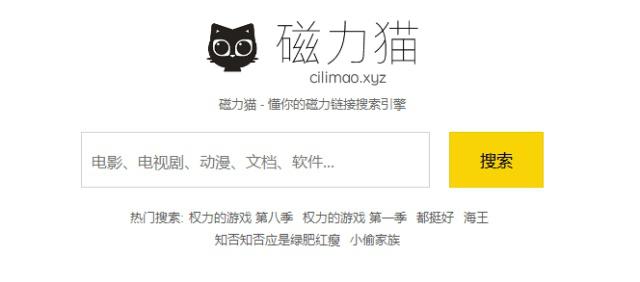 磁力猫
cilimao.xyz
磁力猫 - 懂你的磁力链接搜索引擎
电影、电视剧、动漫、文档、软件... 搜索
热门搜索: 权力的游戏 第八季 权力的游戏 第一季 都挺好 海王
知否知否应是绿肥红瘦 小偷家族